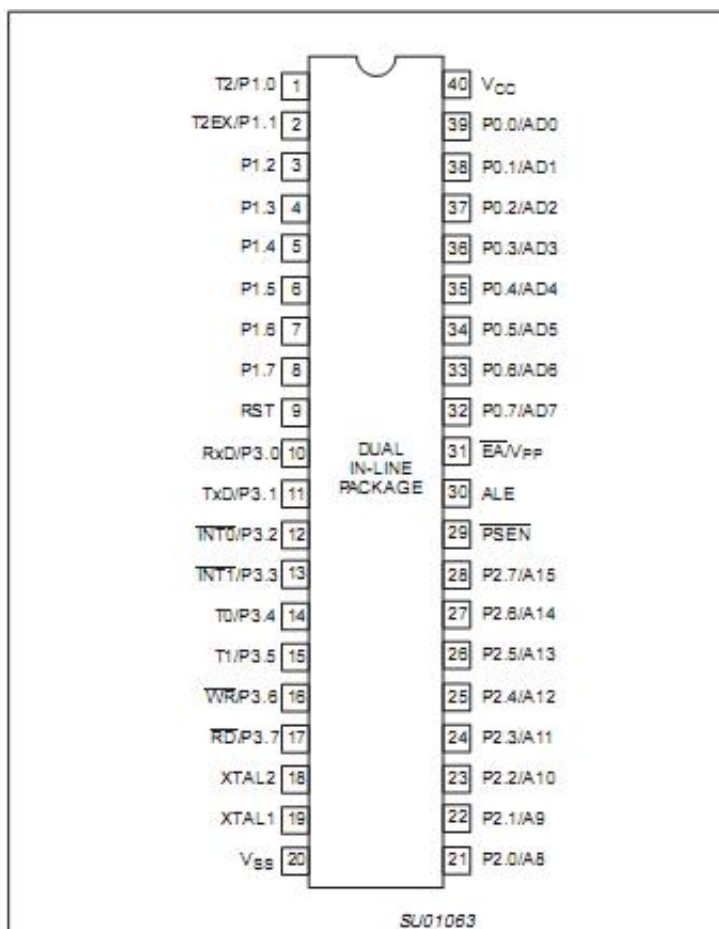 T2/P1.0 1 40 VCC
T2EX/P1.1 2 39 P0.0/AD0
P1.2 3 38 P0.1/AD1
P1.3 4 37 P0.2/AD2
P1.4 5 36 P0.3/AD3
P1.5 6 35 P0.4/AD4
P1.6 7 34 P0.5/AD5
P1.7 8 33 P0.6/AD6
RST 9 32 P0.7/AD7
RxD/P3.0 10 DUAL 31 E̅A̅/VPP
IN-LINE
TxD/P3.1 11 PACKAGE 30 ALE
I̅N̅T̅0̅/P3.2 12 29 P̅S̅E̅N̅
I̅N̅T̅1̅/P3.3 13 28 P2.7/A15
T0/P3.4 14 27 P2.6/A14
T1/P3.5 15 26 P2.5/A13
W̅R̅/P3.6 16 25 P2.4/A12
R̅D̅/P3.7 17 24 P2.3/A11
XTAL2 18 23 P2.2/A10
XTAL1 19 22 P2.1/A9
VSS 20 21 P2.0/A8
SU01063